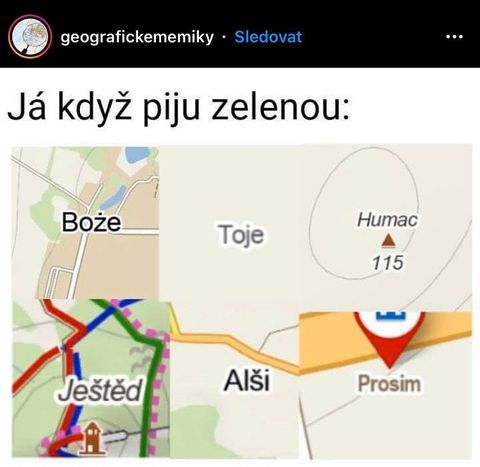 geografickememiky · Sledovat
Já když piju zelenou:
Boże
Toje
Humac
115
Ještěd
Alši
Prosim